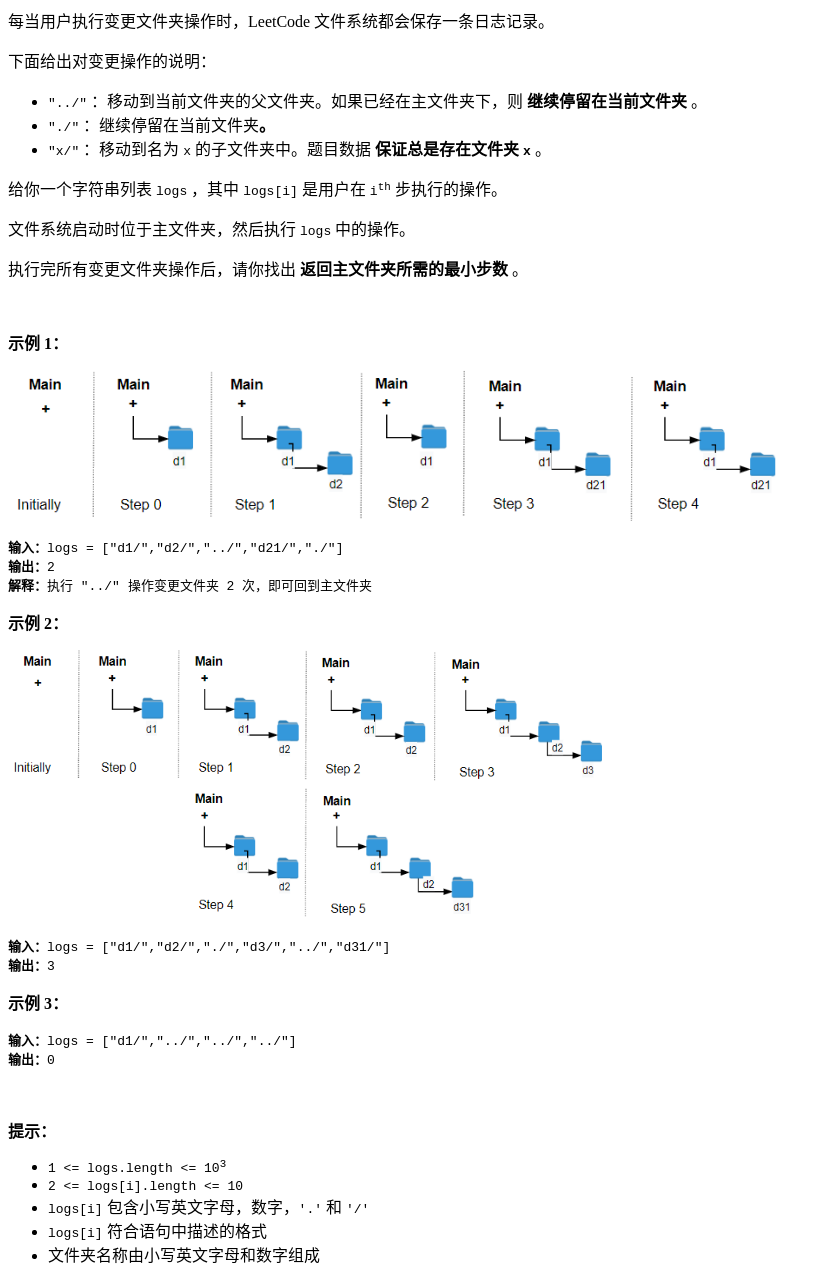 每当用户执行变更文件夹操作时，LeetCode 文件系统都会保存一条日志记录。
下面给出对变更操作的说明：
"../" ：移动到当前文件夹的父文件夹。如果已经在主文件夹下，则 继续停留在当前文件夹 。
"./" ：继续停留在当前文件夹。
"x/" ：移动到名为 x 的子文件夹中。题目数据 保证总是存在文件夹 x 。
给你一个字符串列表 logs ，其中 logs[i] 是用户在 ith 步执行的操作。
文件系统启动时位于主文件夹，然后执行 logs 中的操作。
执行完所有变更文件夹操作后，请你找出 返回主文件夹所需的最小步数 。
示例 1：
Main Main Main Main Main Main
+ + + + + +
d1 d1 d1 d1 d1
d2 d21 d21
Initially Step 0 Step 1 Step 2 Step 3 Step 4
输入：logs = ["d1/","d2/","../","d21/","./"]
输出：2
解释：执行 "../" 操作变更文件夹 2 次，即可回到主文件夹
示例 2：
Main Main Main Main Main
+ + + + +
d1 d1 d1 d1
d2 d2 d2
d3
Initially Step 0 Step 1 Step 2 Step 3
Main Main
+ +
d1 d1
d2 d2
d31
Step 4 Step 5
输入：logs = ["d1/","d2/","./","d3/","../","d31/"]
输出：3
示例 3：
输入：logs = ["d1/","../","../","../"]
输出：0
提示：
1 <= logs.length <= 10³
2 <= logs[i].length <= 10
logs[i] 包含小写英文字母，数字，'.' 和 '/'
logs[i] 符合语句中描述的格式
文件夹名称由小写英文字母和数字组成